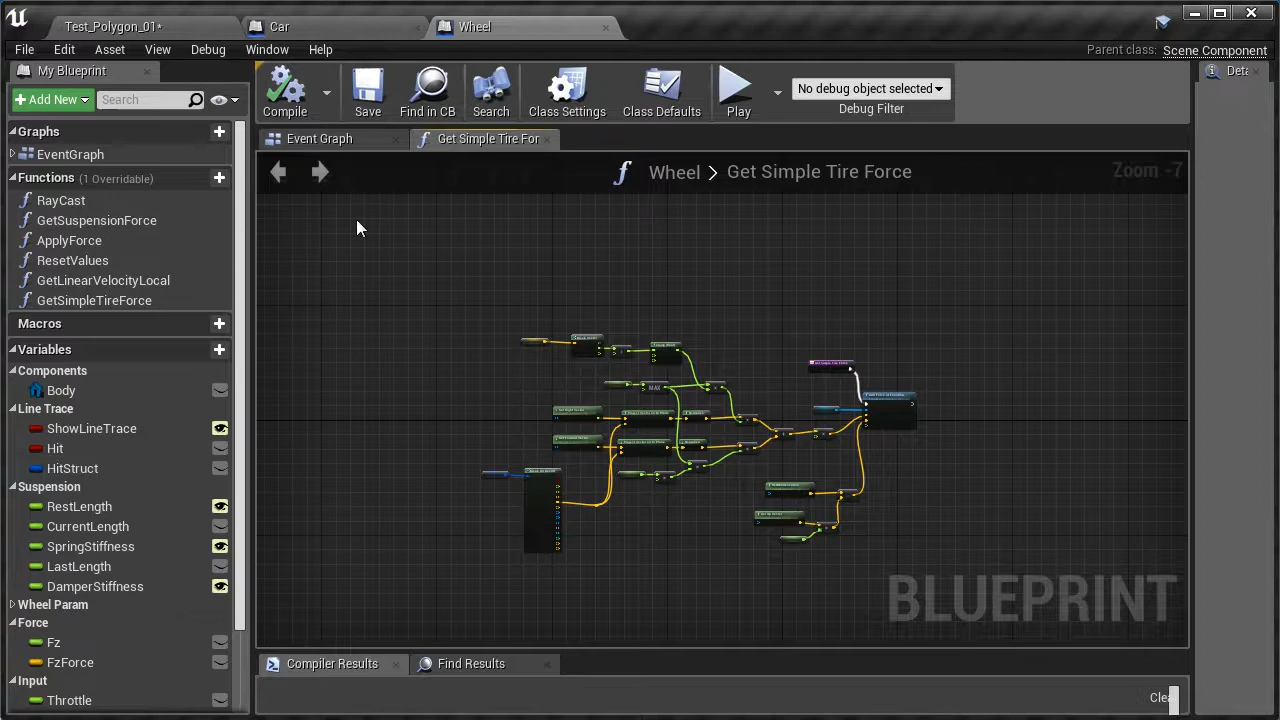 Test_Polygon_01*
Car
Wheel
File Edit Asset View Debug Window Help
Parent class: Scene Component
My Blueprint
Add New
Search
Compile
Save
Find in CB
Search
Class Settings
Class Defaults
Play
No debug object selected
Debug Filter
Graphs
EventGraph
Functions (1 Overridable)
RayCast
GetSuspensionForce
ApplyForce
ResetValues
GetLinearVelocityLocal
GetSimpleTireForce
Macros
Variables
Components
Body
Line Trace
ShowLineTrace
Hit
HitStruct
Suspension
RestLength
CurrentLength
SpringStiffness
LastLength
DamperStiffness
Wheel Param
Force
Fz
FzForce
Input
Throttle
Event Graph
Get Simple Tire For
Wheel > Get Simple Tire Force
Zoom -7
MAX
BLUEPRINT
Compiler Results
Find Results
Clea